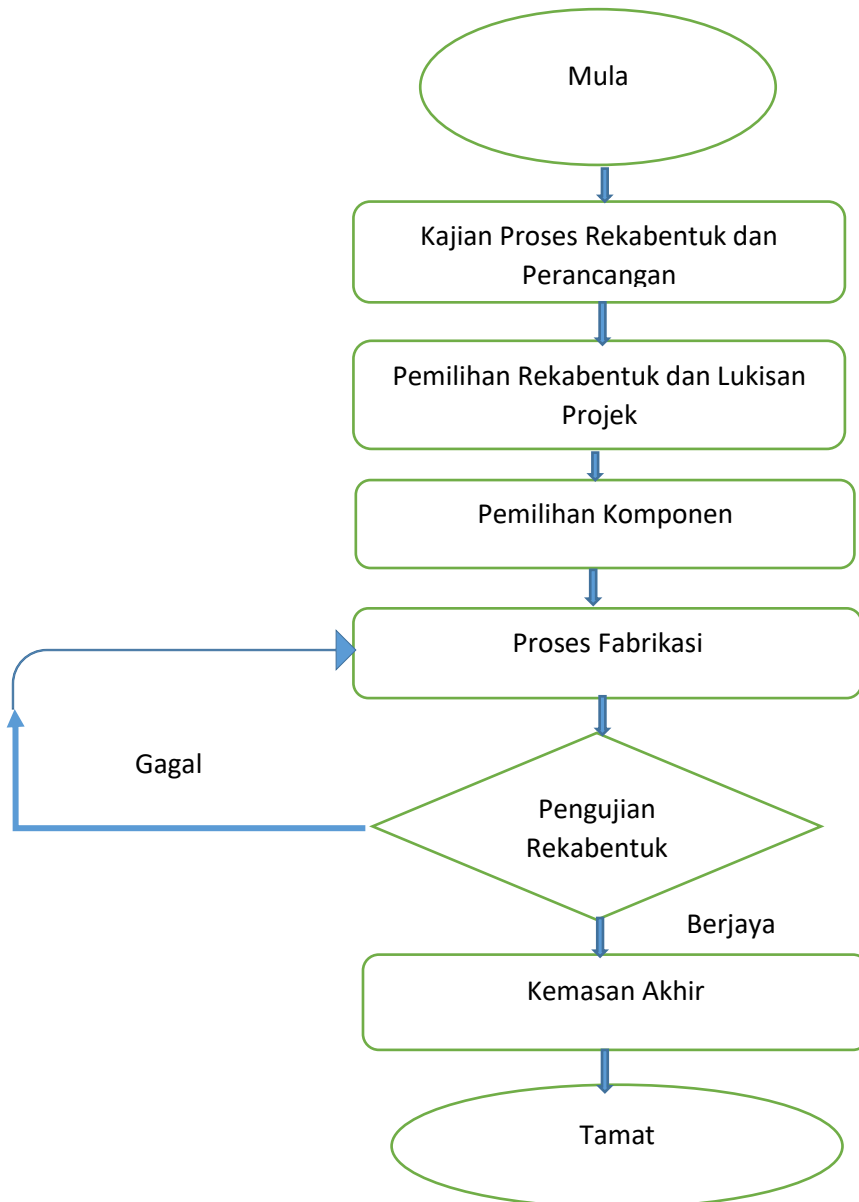 Mula
Kajian Proses Rekabentuk dan
Perancangan
Pemilihan Rekabentuk dan Lukisan
Projek
Pemilihan Komponen
Proses Fabrikasi
Gagal
Pengujian
Rekabentuk
Berjaya
Kemasan Akhir
Tamat